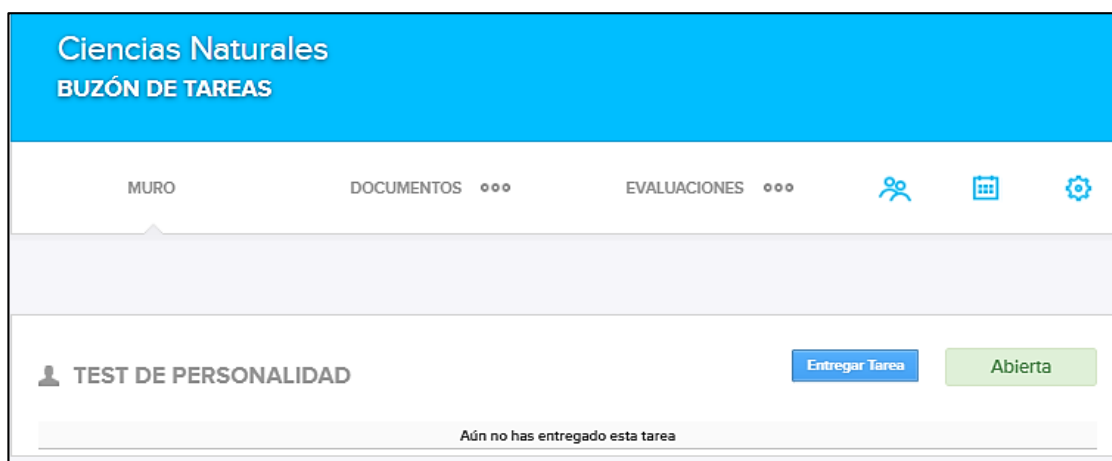 Ciencias Naturales
BUZÓN DE TAREAS
MURO DOCUMENTOS EVALUACIONES
TEST DE PERSONALIDAD Entregar Tarea Abierta
Aún no has entregado esta tarea